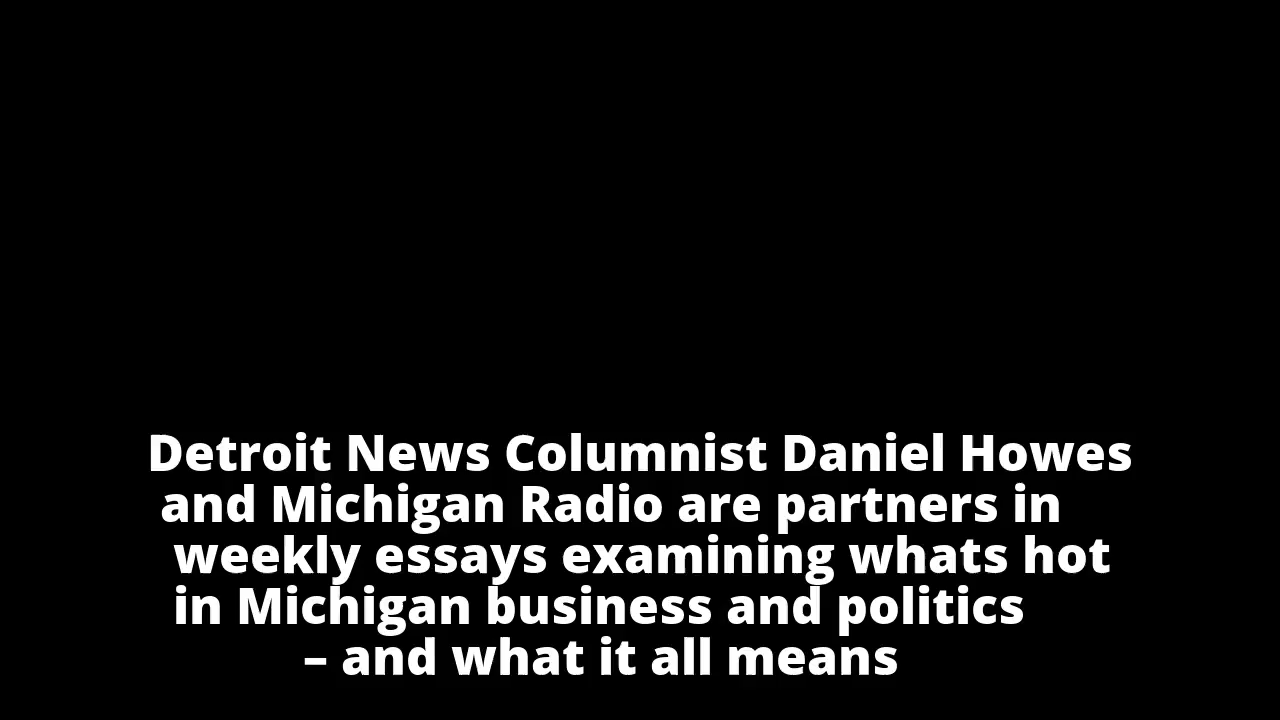 Detroit News Columnist Daniel Howes
and Michigan Radio are partners in
weekly essays examining whats hot
in Michigan business and politics
– and what it all means